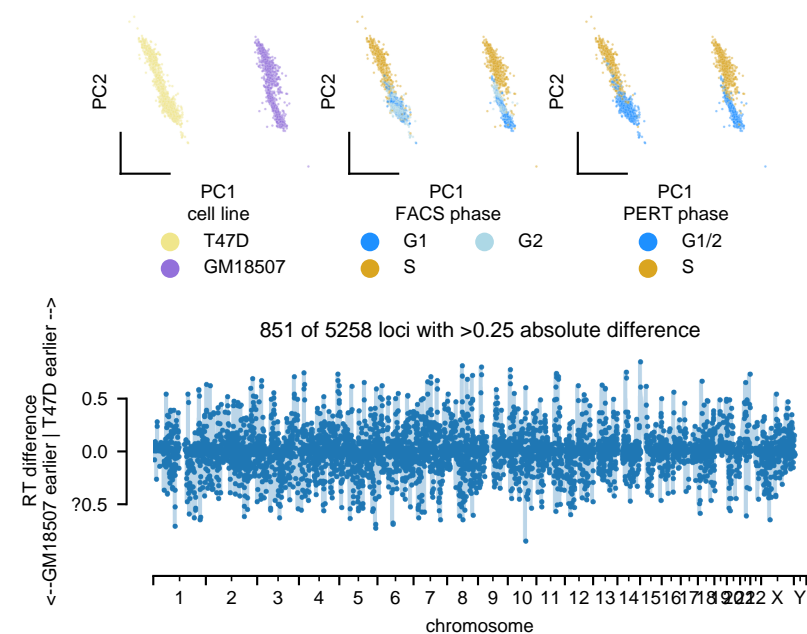 PC2
PC2
PC2
PC1
PC1
PC1
cell line
FACS phase
PERT phase
T47D
G1
G2
G1/2
GM18507
S
S
851 of 5258 loci with >0.25 absolute difference
RT difference
<--GM18507 earlier | T47D earlier -->
0.5
0.0
?0.5
1 2 3 4 5 6 7 8 9 10 11 12 13 14 15 16 17 18 19 20 21 22 X Y
chromosome